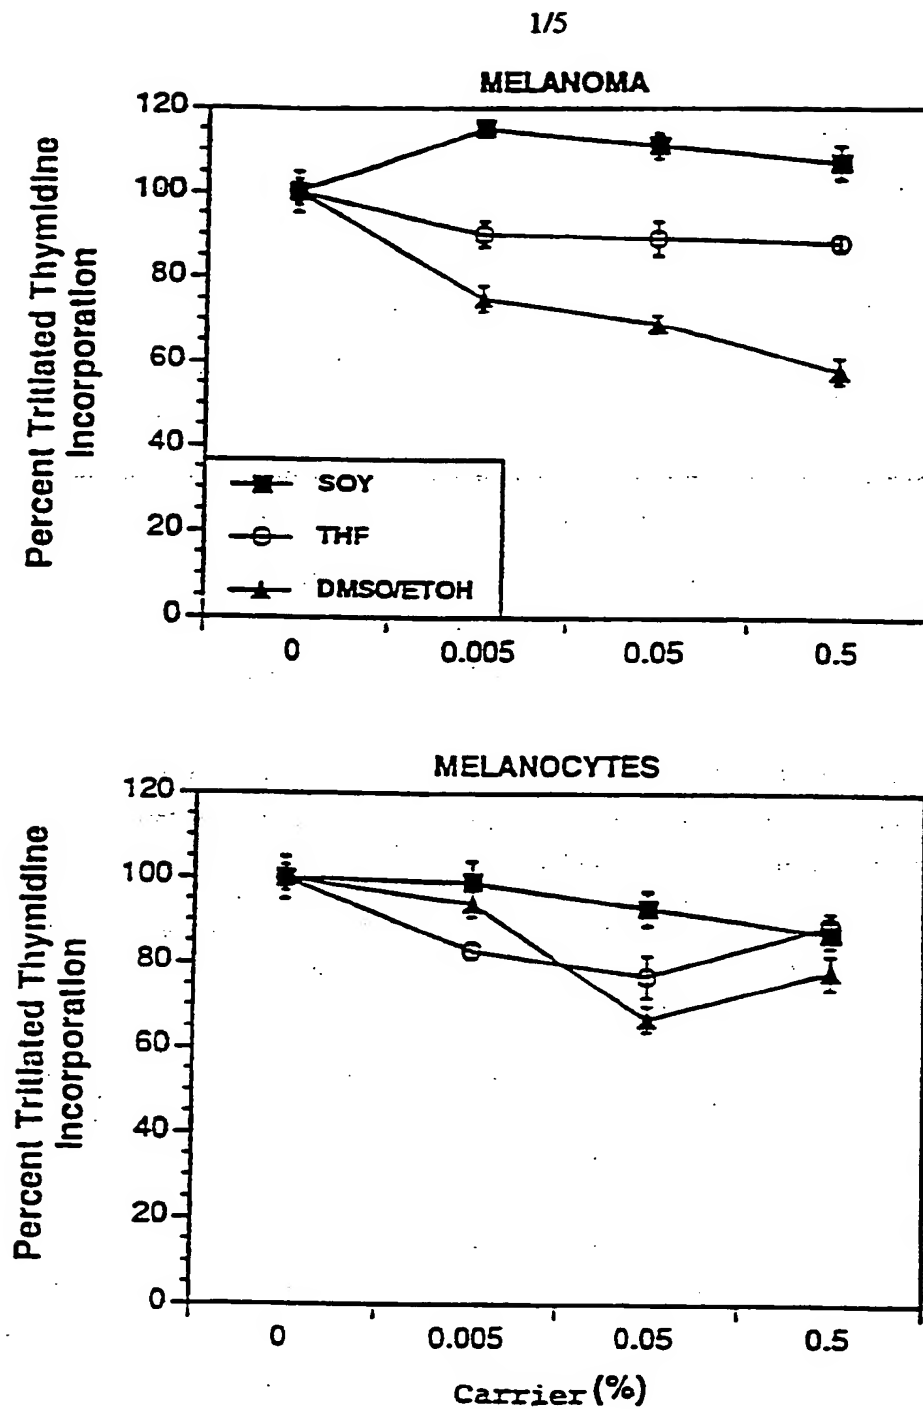 1/5
MELANOMA
Percent Tritiated Thymidine
Incorporation
120
100
80
60
40
20
0
SOY
THF
DMSO/ETOH
0 0.005 0.05 0.5
MELANOCYTES
Percent Tritiated Thymidine
Incorporation
120
100
80
60
40
20
0
0 0.005 0.05 0.5
Carrier (%)